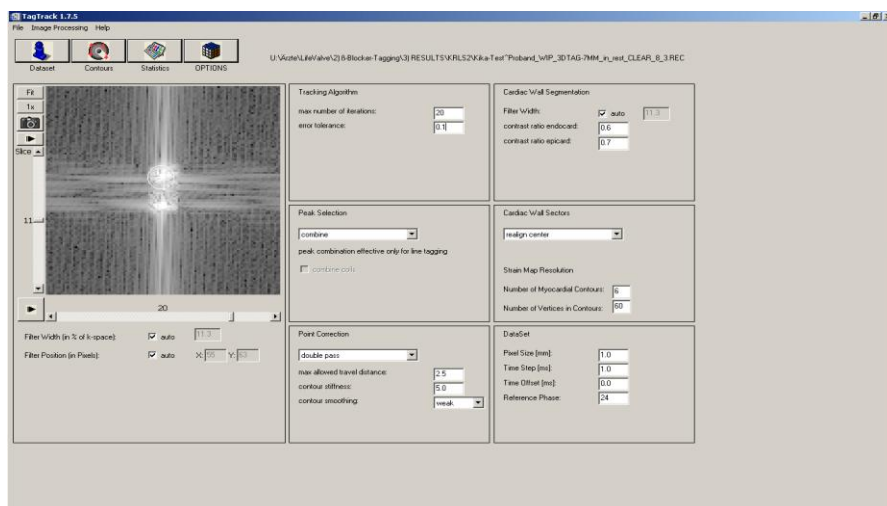 TagTrack 1.7.5
File Image Processing Help
Dataset Contours Statistics OPTIONS
Fit
1x
Slice
11
20
Filter Width (in % of k-space): auto 11.3
Filter Position (in Pixels): auto X: 55 Y: 63
Tracking Algorithm
max number of iterations: 20
error tolerance: 0.1
Peak Selection
combine
peak combination effective only for line tagging
combine coils
Point Correction
double pass
max allowed travel distance: 2.5
contour stiffness: 5.0
contour smoothing: weak
Cardiac Wall Segmentation
Filter Width: auto 11.3
contrast ratio endocard: 0.6
contrast ratio epicard: 0.7
Cardiac Wall Sectors
realign center
Strain Map Resolution
Number of Myocardial Contours: 6
Number of Vertices in Contours: 60
DataSet
Pixel Size [mm]: 1.0
Time Step [ms]: 1.0
Time Offset [ms]: 0.0
Reference Phase: 24